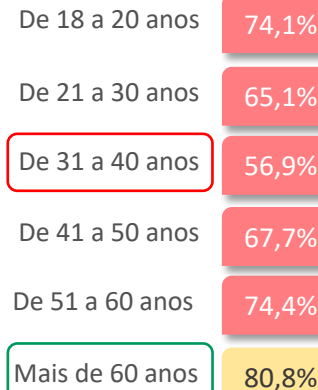 De 18 a 20 anos 74,1%
De 21 a 30 anos 65,1%
De 31 a 40 anos 56,9%
De 41 a 50 anos 67,7%
De 51 a 60 anos 74,4%
Mais de 60 anos 80,8%